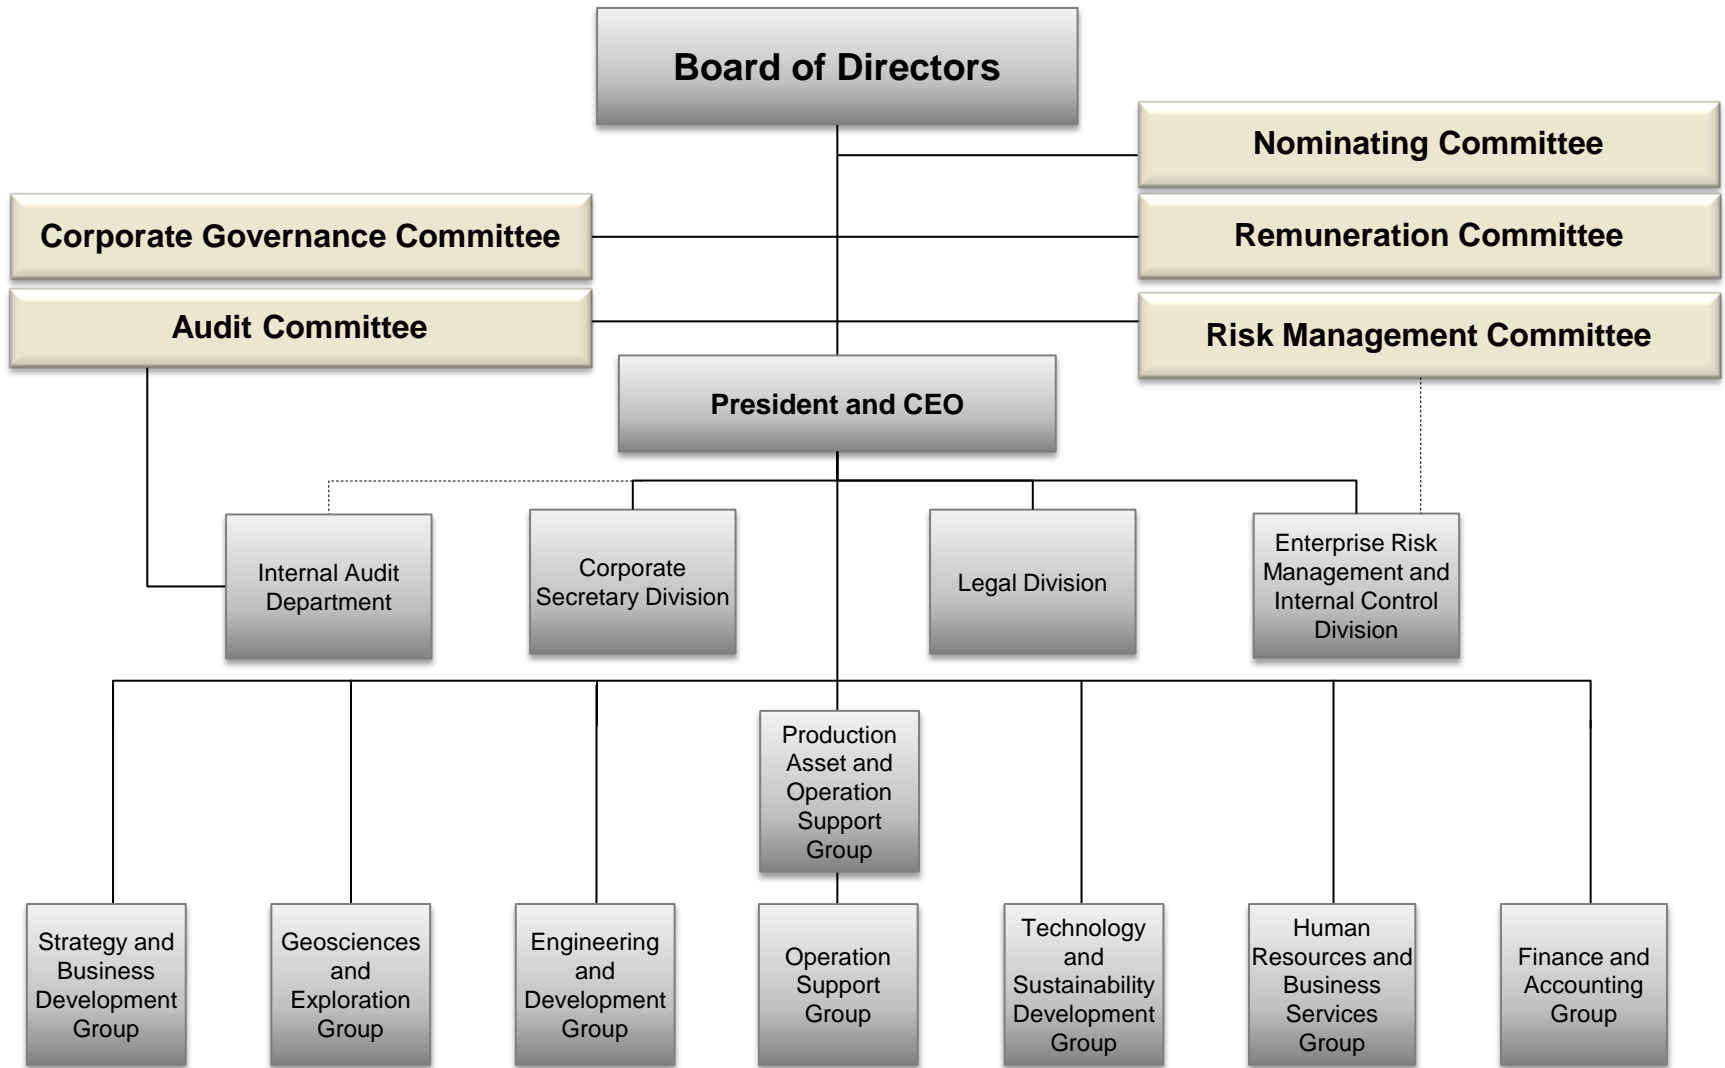 Board of Directors
Nominating Committee
Corporate Governance Committee
Remuneration Committee
Audit Committee
Risk Management Committee
President and CEO
Internal Audit
Department
Corporate
Secretary Division
Legal Division
Enterprise Risk
Management and
Internal Control
Division
Production
Asset and
Operation
Support
Group
Strategy and
Business
Development
Group
Geosciences
and
Exploration
Group
Engineering
and
Development
Group
Operation
Support
Group
Technology
and
Sustainability
Development
Group
Human
Resources and
Business
Services
Group
Finance and
Accounting
Group